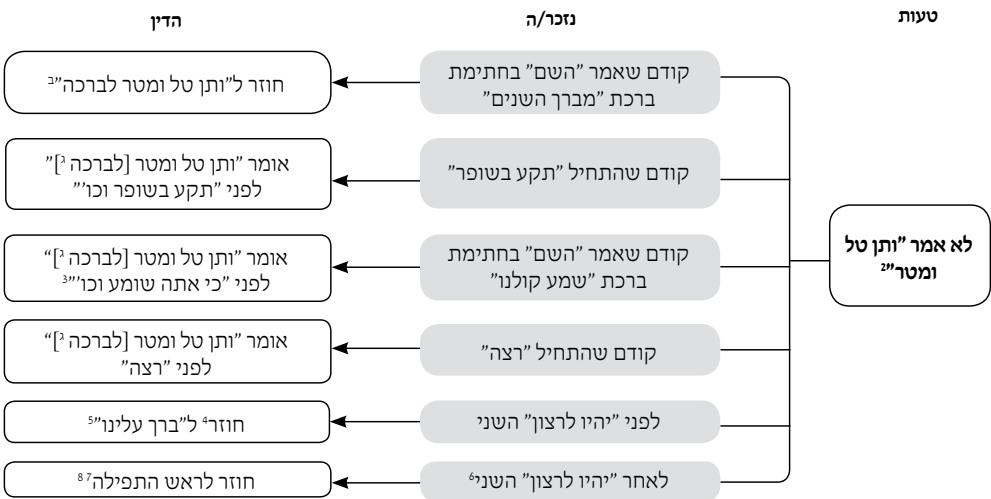 טעות
נזכר/ה
הדין
לא אמר "ותן טל
ומטר"²
קודם שאמר "השם" בחתימת
ברכת "מברך השנים"
חוזר ל"ותן טל ומטר לברכה"ב
קודם שהתחיל "תקע בשופר"
אומר "ותן טל ומטר [לברכה ג]"
לפני "תקע בשופר וכו'"
קודם שאמר "השם" בחתימת
ברכת "שמע קולנו"
אומר "ותן טל ומטר [לברכה ג]"
לפני "כי אתה שומע וכו'"³
קודם שהתחיל "רצה"
אומר "ותן טל ומטר [לברכה ג]"
לפני "רצה"
לפני "יהיו לרצון" השני
חוזר⁴ ל"ברך עלינו"⁵
לאחר "יהיו לרצון" השני⁶
חוזר לראש התפילה⁷ ⁸